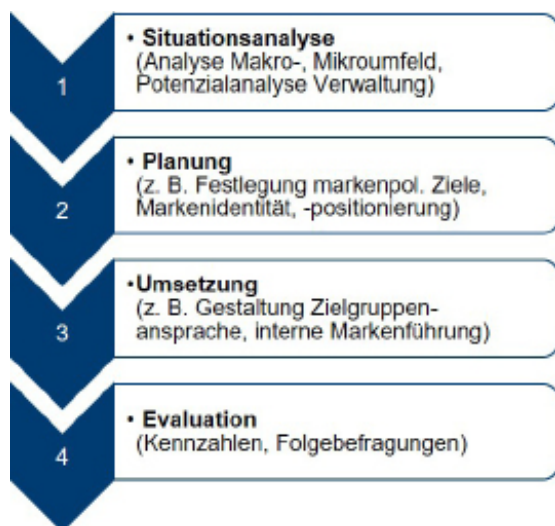 1
• Situationsanalyse
(Analyse Makro-, Mikroumfeld,
Potenzialanalyse Verwaltung)
2
• Planung
(z. B. Festlegung markenpol. Ziele,
Markenidentität, -positionierung)
3
•Umsetzung
(z. B. Gestaltung Zielgruppen-
ansprache, interne Markenführung)
4
• Evaluation
(Kennzahlen, Folgebefragungen)